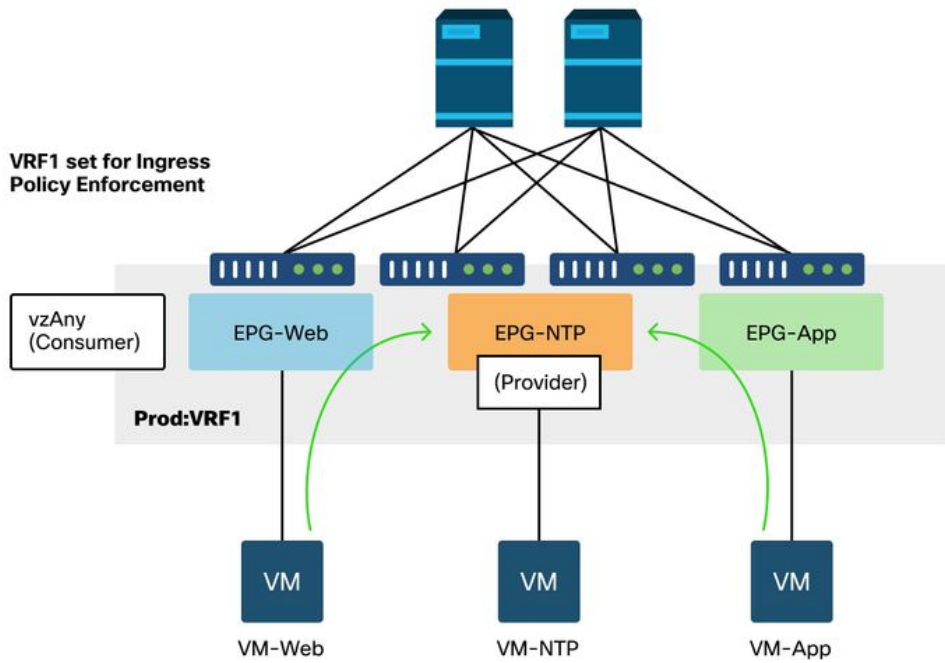 VRF1 set for Ingress
Policy Enforcement
vzAny
(Consumer)
EPG-Web
EPG-NTP
(Provider)
EPG-App
Prod:VRF1
VM
VM
VM
VM-Web
VM-NTP
VM-App